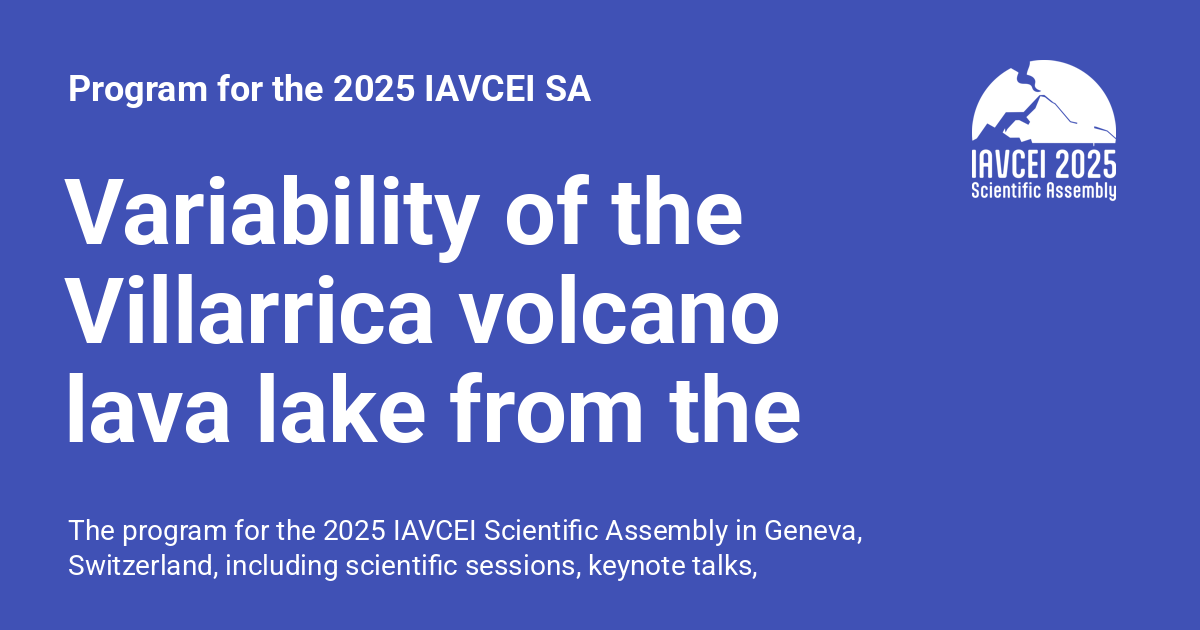 Program for the 2025 IAVCEI SA
IAVCEI 2025
Scientific Assembly
Variability of the
Villarrica volcano
lava lake from the
The program for the 2025 IAVCEI Scientific Assembly in Geneva,
Switzerland, including scientific sessions, keynote talks,